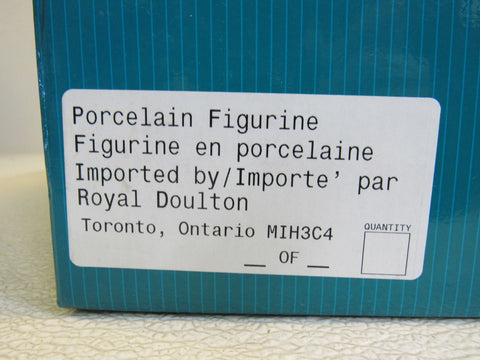 Porcelain Figurine
Figurine en porcelaine
Imported by/Importe' par
Royal Doulton
Toronto, Ontario MIH3C4
QUANTITY
__ OF __